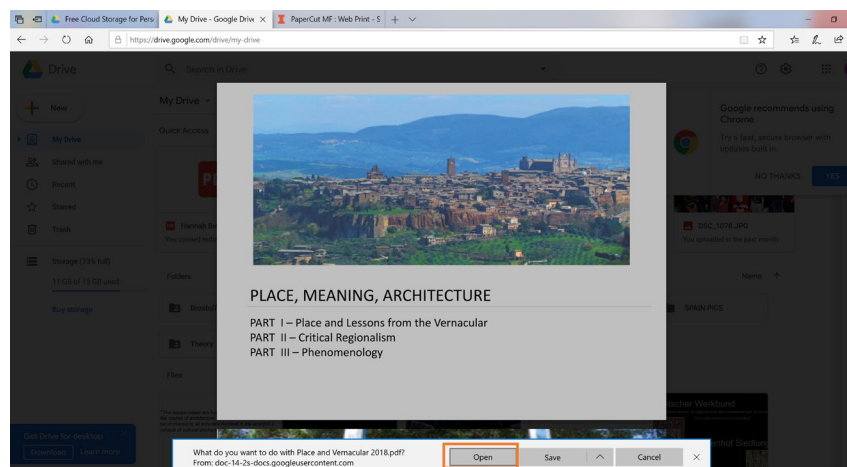 Free Cloud Storage for Pers
My Drive - Google Driv
PaperCut MF : Web Print - S
https://drive.google.com/drive/my-drive
Drive
Search in Drive
New
My Drive
Google recommends using
Chrome
Try a fast, secure browser with
updates built in
NO THANKS
YES
Quick Access
My Drive
Shared with me
Recent
Starred
Trash
Storage (73% full)
11 GB of 15 GB used
Buy storage
DSC_1078.JPG
You uploaded in the past month
Folders
Name
SPAIN PICS
Theory
Files
PLACE, MEANING, ARCHITECTURE
PART I – Place and Lessons from the Vernacular
PART II – Critical Regionalism
PART III – Phenomenology
Get Drive for desktop
Download
Learn more
What do you want to do with Place and Vernacular 2018.pdf?
From: doc-14-2s-docs.googleusercontent.com
Open
Save
Cancel